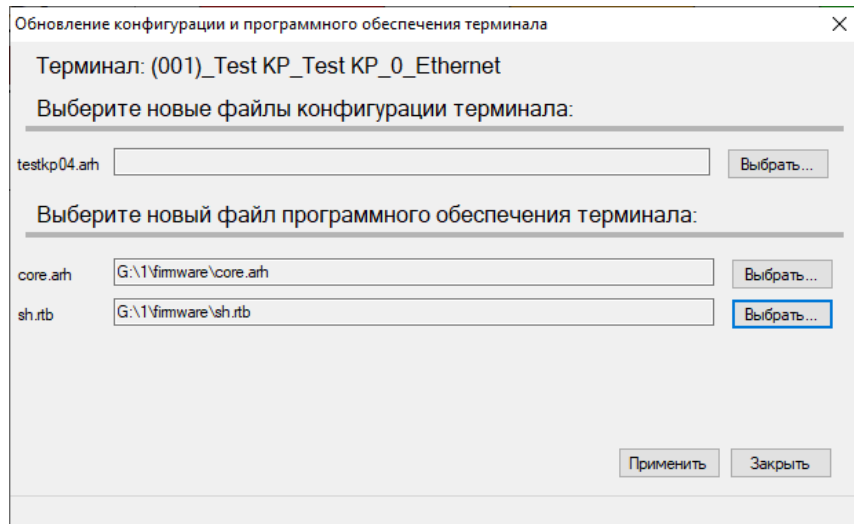 Обновление конфигурации и программного обеспечения терминала
Терминал: (001)_Test KP_Test KP_0_Ethernet
Выберите новые файлы конфигурации терминала:
testkp04.arh Выбрать...
Выберите новый файл программного обеспечения терминала:
core.arh G:\1\firmware\core.arh Выбрать...
sh.rtb G:\1\firmware\sh.rtb Выбрать...
Применить Закрыть